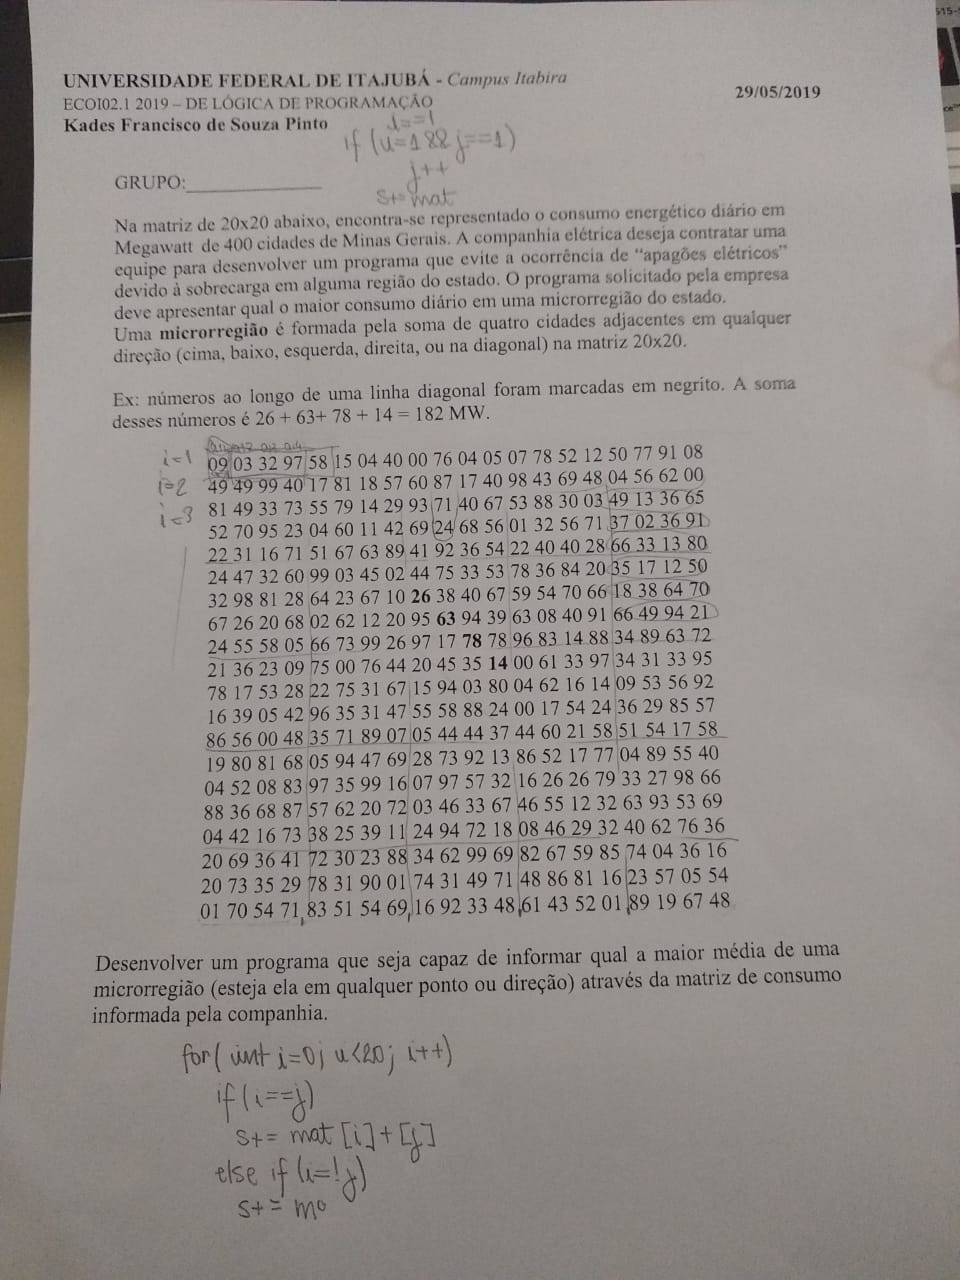 UNIVERSIDADE FEDERAL DE ITAJUBÁ - Campus Itabira
ECOI02.1 2019 – DE LÓGICA DE PROGRAMAÇÃO
29/05/2019
Kades Francisco de Souza Pinto
i==1
if (u=1 && j==1)
j++
s+= mat
GRUPO:
Na matriz de 20x20 abaixo, encontra-se representado o consumo energético diário em
Megawatt de 400 cidades de Minas Gerais. A companhia elétrica deseja contratar uma
equipe para desenvolver um programa que evite a ocorrência de “apagões elétricos”
devido à sobrecarga em alguma região do estado. O programa solicitado pela empresa
deve apresentar qual o maior consumo diário em uma microrregião do estado.
Uma microrregião é formada pela soma de quatro cidades adjacentes em qualquer
direção (cima, baixo, esquerda, direita, ou na diagonal) na matriz 20x20.
Ex: números ao longo de uma linha diagonal foram marcadas em negrito. A soma
desses números é 26 + 63+ 78 + 14 = 182 MW.
i=1
09 03 32 97 58 15 04 40 00 76 04 05 07 78 52 12 50 77 91 08
i=2
49 49 99 40 17 81 18 57 60 87 17 40 98 43 69 48 04 56 62 00
i=3
81 49 33 73 55 79 14 29 93 71 40 67 53 88 30 03 49 13 36 65
52 70 95 23 04 60 11 42 69 24 68 56 01 32 56 71 37 02 36 91
22 31 16 71 51 67 63 89 41 92 36 54 22 40 40 28 66 33 13 80
24 47 32 60 99 03 45 02 44 75 33 53 78 36 84 20 35 17 12 50
32 98 81 28 64 23 67 10 26 38 40 67 59 54 70 66 18 38 64 70
67 26 20 68 02 62 12 20 95 63 94 39 63 08 40 91 66 49 94 21
24 55 58 05 66 73 99 26 97 17 78 78 96 83 14 88 34 89 63 72
21 36 23 09 75 00 76 44 20 45 35 14 00 61 33 97 34 31 33 95
78 17 53 28 22 75 31 67 15 94 03 80 04 62 16 14 09 53 56 92
16 39 05 42 96 35 31 47 55 58 88 24 00 17 54 24 36 29 85 57
86 56 00 48 35 71 89 07 05 44 44 37 44 60 21 58 51 54 17 58
19 80 81 68 05 94 47 69 28 73 92 13 86 52 17 77 04 89 55 40
04 52 08 83 97 35 99 16 07 97 57 32 16 26 26 79 33 27 98 66
88 36 68 87 57 62 20 72 03 46 33 67 46 55 12 32 63 93 53 69
04 42 16 73 38 25 39 11 24 94 72 18 08 46 29 32 40 62 76 36
20 69 36 41 72 30 23 88 34 62 99 69 82 67 59 85 74 04 36 16
20 73 35 29 78 31 90 01 74 31 49 71 48 86 81 16 23 57 05 54
01 70 54 71 83 51 54 69 16 92 33 48 61 43 52 01 89 19 67 48
Desenvolver um programa que seja capaz de informar qual a maior média de uma
microrregião (esteja ela em qualquer ponto ou direção) através da matriz de consumo
informada pela companhia.
for( int i=0; u<20; i++)
if (i==j)
s+= mat [i]+[j]
else if (i=!j)
s+= mo